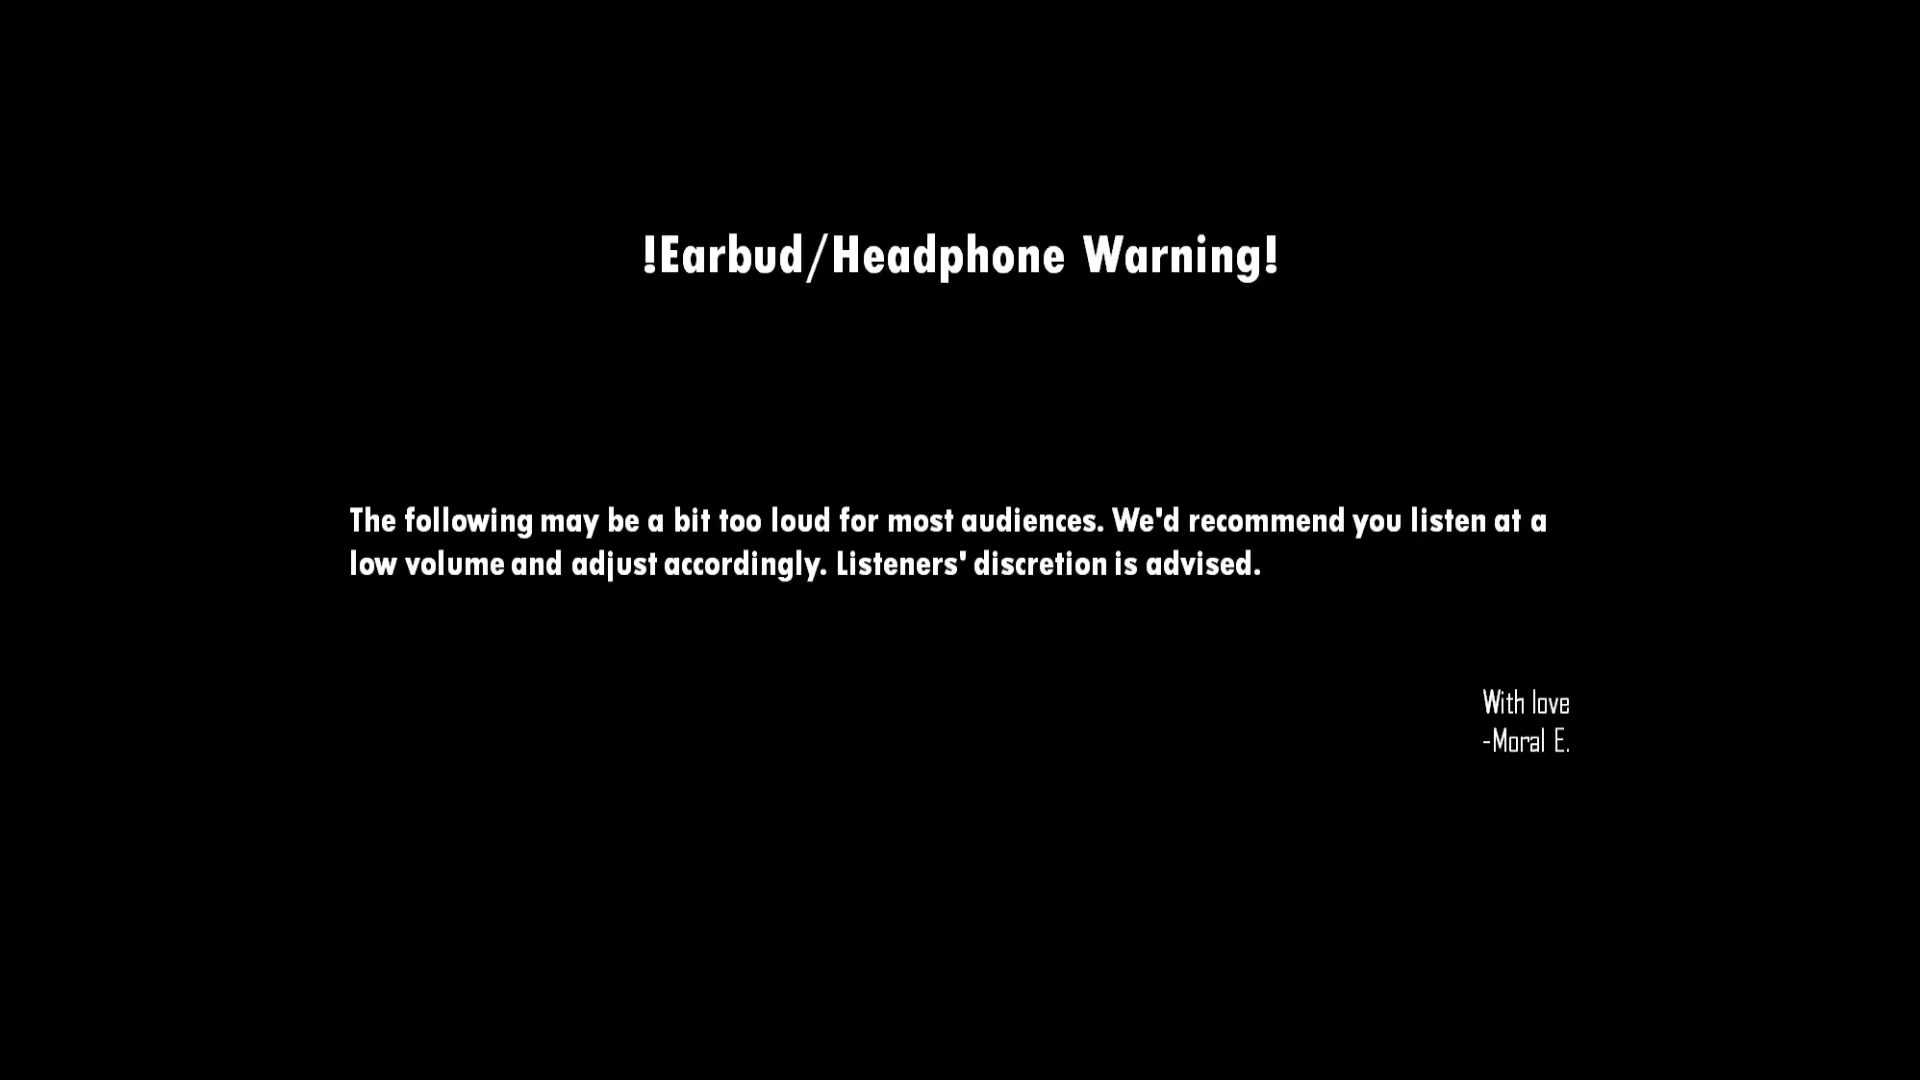 !Earbud/Headphone Warning!
The following may be a bit too loud for most audiences. We'd recommend you listen at a
low volume and adjust accordingly. Listeners' discretion is advised.
With love
-Moral E.